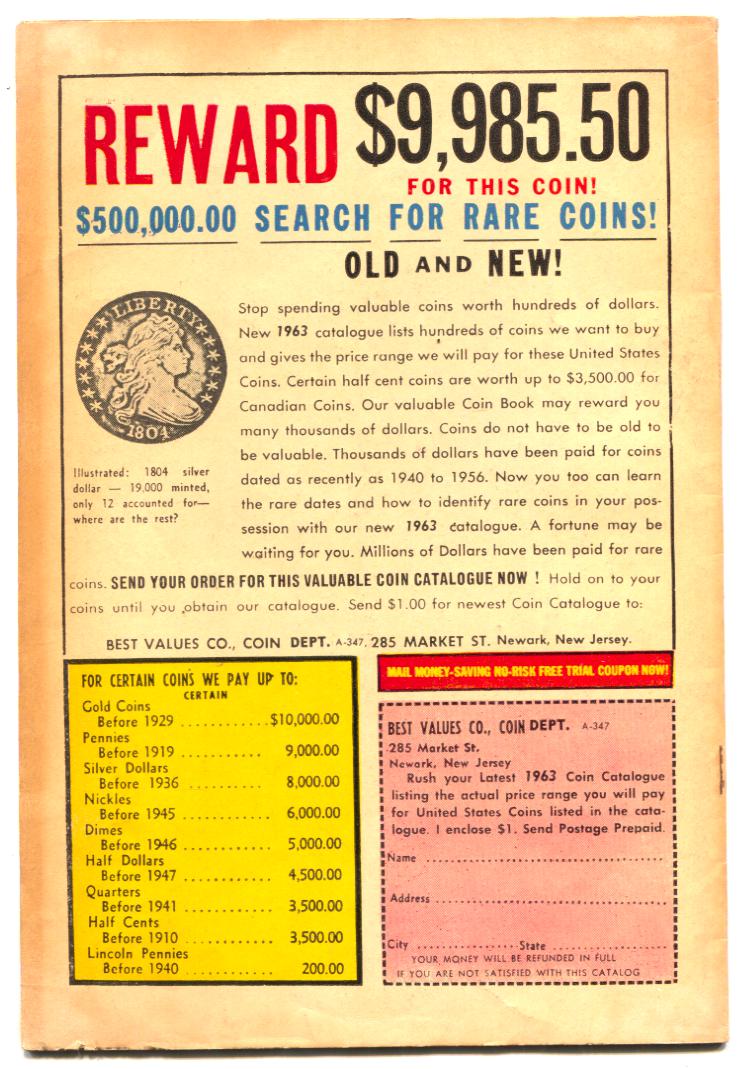 REWARD $9,985.50
FOR THIS COIN!
$500,000.00 SEARCH FOR RARE COINS!
OLD AND NEW!
LIBERTY
1804
Illustrated: 1804 silver
dollar — 19,000 minted,
only 12 accounted for—
where are the rest?
Stop spending valuable coins worth hundreds of dollars.
New 1963 catalogue lists hundreds of coins we want to buy
and gives the price range we will pay for these United States
Coins. Certain half cent coins are worth up to $3,500.00 for
Canadian Coins. Our valuable Coin Book may reward you
many thousands of dollars. Coins do not have to be old to
be valuable. Thousands of dollars have been paid for coins
dated as recently as 1940 to 1956. Now you too can learn
the rare dates and how to identify rare coins in your pos-
session with our new 1963 catalogue. A fortune may be
waiting for you. Millions of Dollars have been paid for rare
coins. SEND YOUR ORDER FOR THIS VALUABLE COIN CATALOGUE NOW ! Hold on to your
coins until you obtain our catalogue. Send $1.00 for newest Coin Catalogue to:
BEST VALUES CO., COIN DEPT. A-347, 285 MARKET ST. Newark, New Jersey.
FOR CERTAIN COINS WE PAY UP TO:
CERTAIN
Gold Coins
Before 1929 ............$10,000.00
Pennies
Before 1919 ........... 9,000.00
Silver Dollars
Before 1936 ........... 8,000.00
Nickles
Before 1945 ............ 6,000.00
Dimes
Before 1946 ............ 5,000.00
Half Dollars
Before 1947 ............ 4,500.00
Quarters
Before 1941 ............ 3,500.00
Half Cents
Before 1910 ............ 3,500.00
Lincoln Pennies
Before 1940 ............ 200.00
MAIL MONEY-SAVING NO-RISK FREE TRIAL COUPON NOW!
BEST VALUES CO., COIN DEPT. A-347
285 Market St.
Newark, New Jersey
Rush your Latest 1963 Coin Catalogue
listing the actual price range you will pay
for United States Coins listed in the cata-
logue. I enclose $1. Send Postage Prepaid.
Name ........................................
Address ........................................
City .................. State ....................
YOUR MONEY WILL BE REFUNDED IN FULL
IF YOU ARE NOT SATISFIED WITH THIS CATALOG